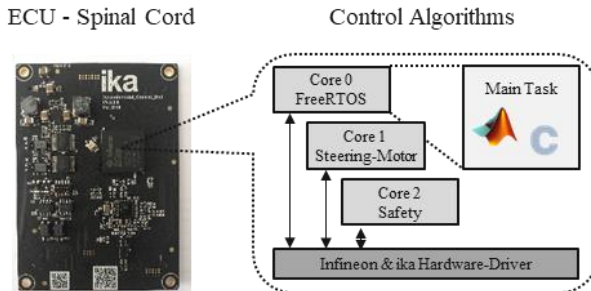 ECU - Spinal Cord
Control Algorithms
ika
Core 0
FreeRTOS
Main Task
C
Core 1
Steering-Motor
Core 2
Safety
Infineon & ika Hardware-Driver